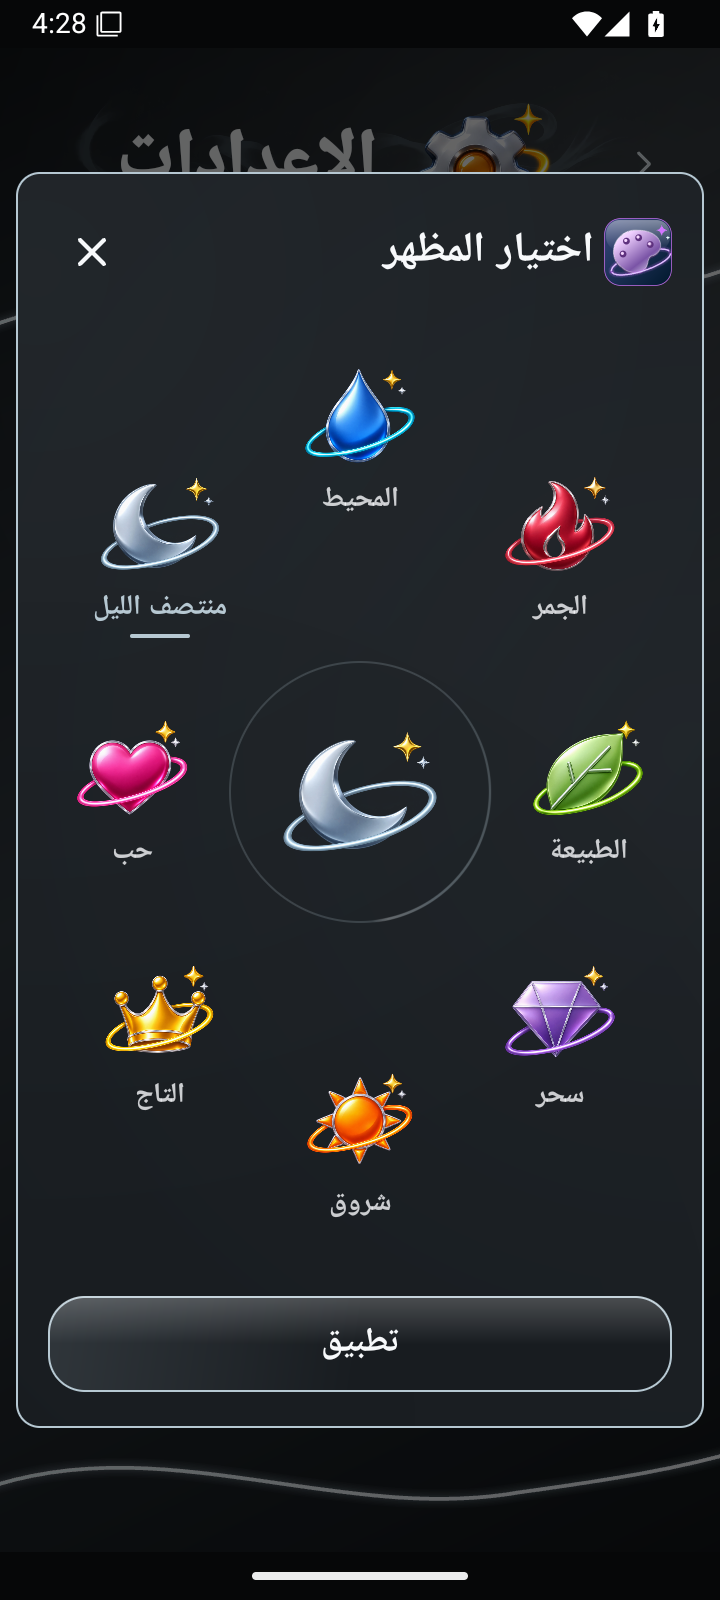 4:28
الإعدادات
اختيار المظهر
المحيط
منتصف الليل
الجمر
حب
الطبيعة
التاج
سحر
شروق
تطبيق